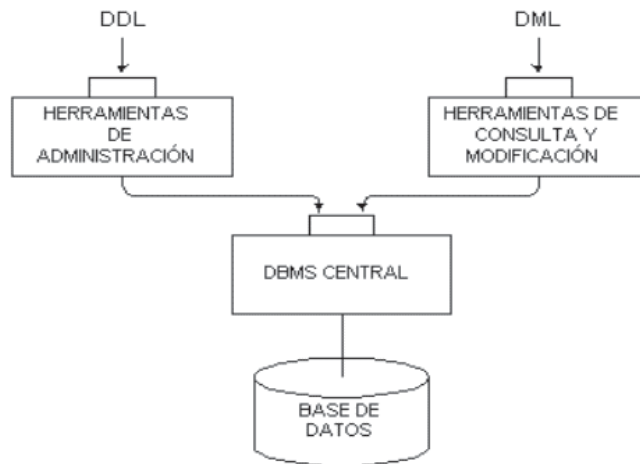 DDL
DML
HERRAMIENTAS
DE
ADMINISTRACIÓN
HERRAMIENTAS DE
CONSULTA Y
MODIFICACIÓN
DBMS CENTRAL
BASE DE
DATOS